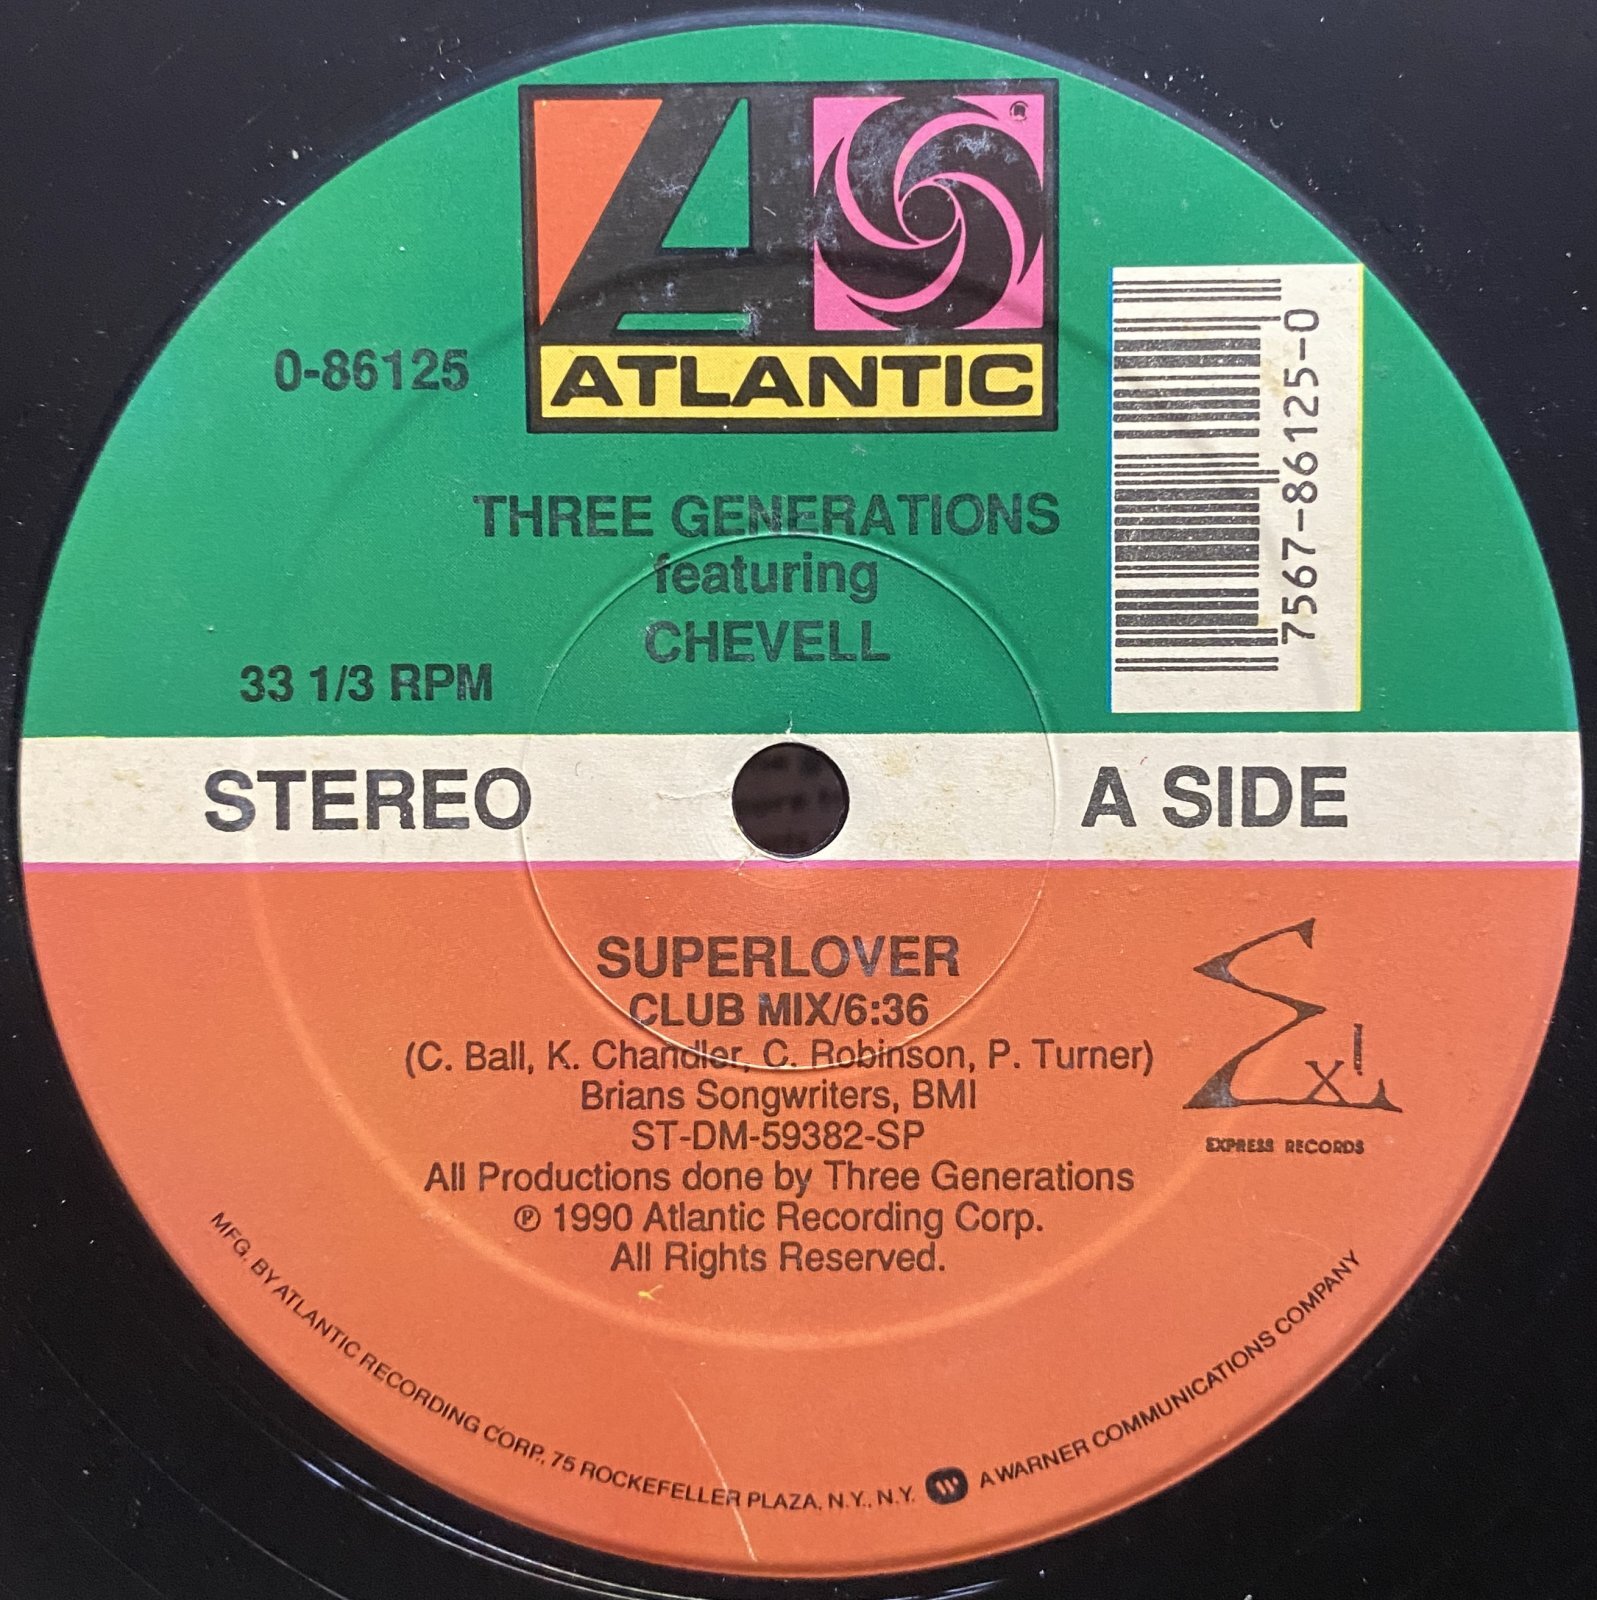 ®
ATLANTIC
0-86125
7567-86125-0
THREE GENERATIONS
featuring
CHEVELL
33 1/3 RPM
STEREO
A SIDE
SUPERLOVER
CLUB MIX/6:36
(C. Ball, K. Chandler, C. Robinson, P. Turner)
Brians Songwriters, BMI
ST-DM-59382-SP
All Productions done by Three Generations
℗ 1990 Atlantic Recording Corp.
All Rights Reserved.
EXPRESS RECORDS
MFG. BY ATLANTIC RECORDING CORP., 75 ROCKEFELLER PLAZA, N.Y., N.Y. A WARNER COMMUNICATIONS COMPANY